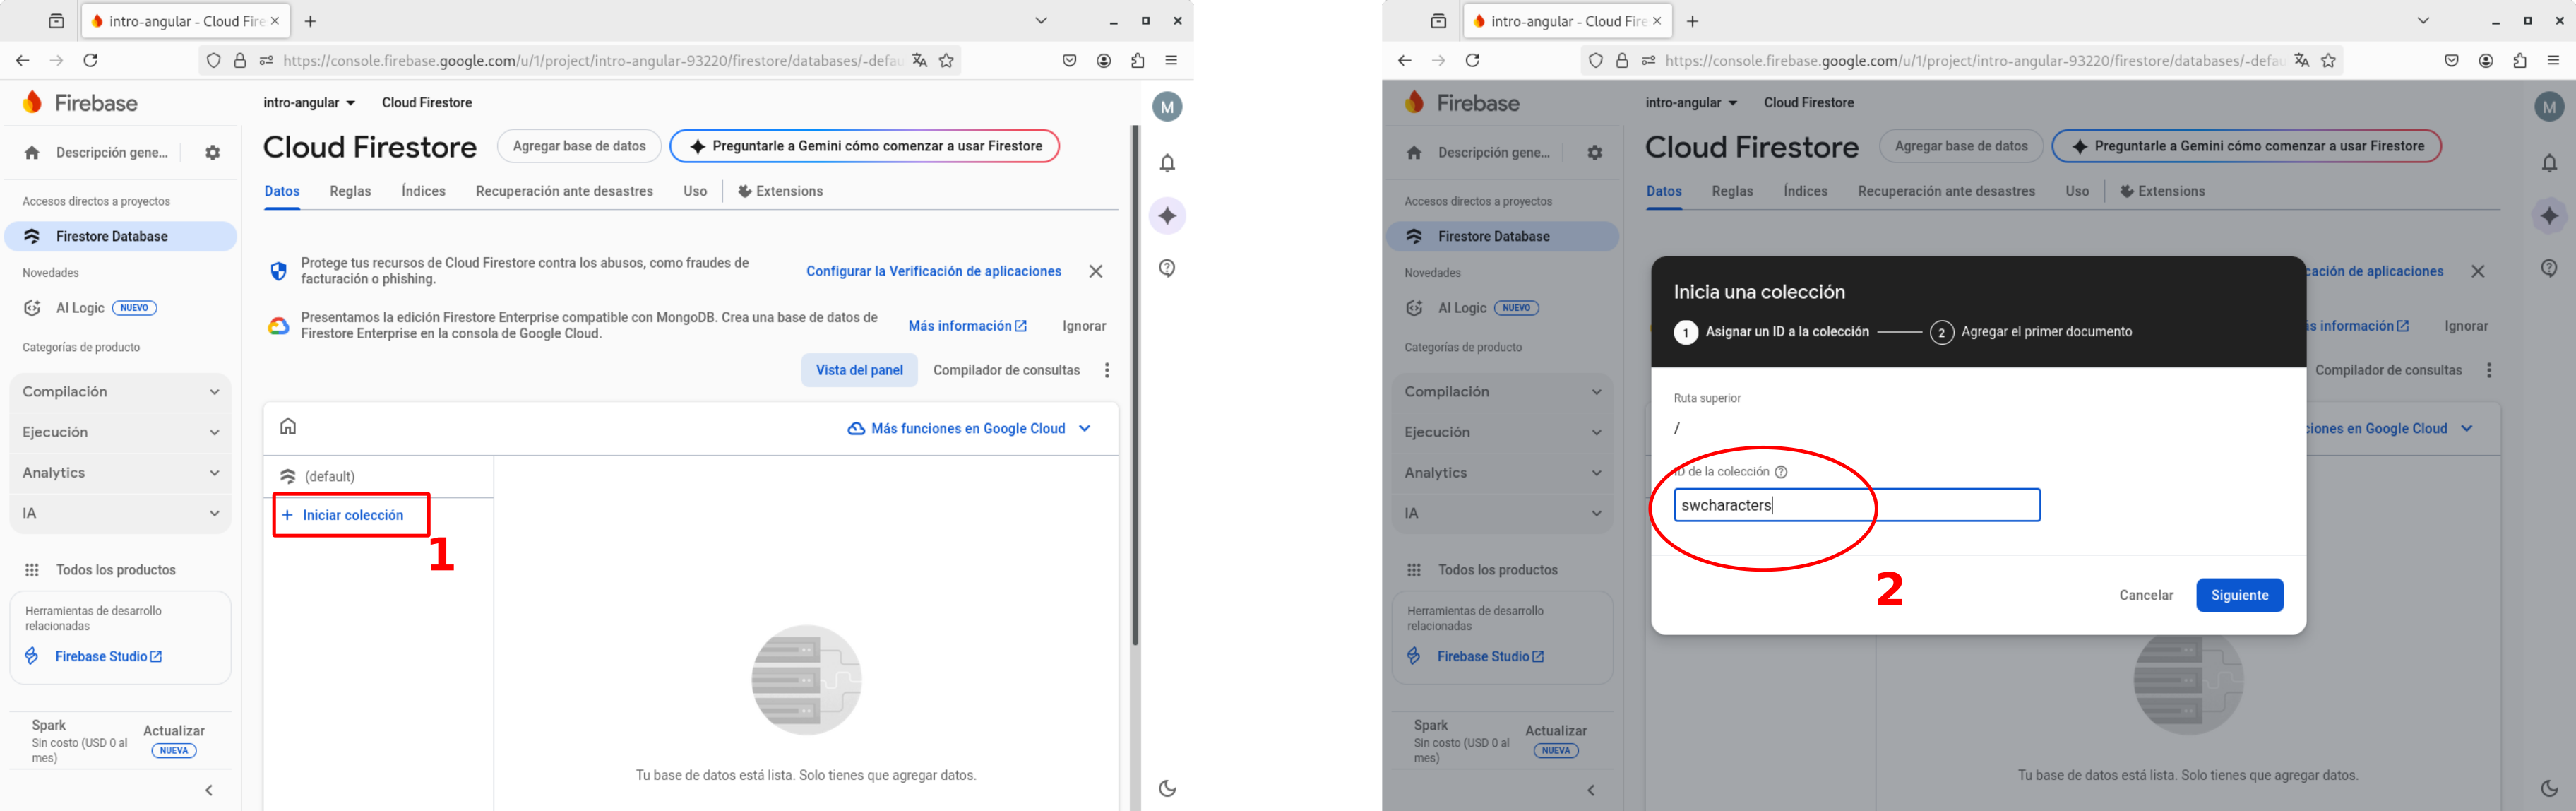 intro-angular - Cloud Fire
https://console.firebase.google.com/u/1/project/intro-angular-93220/firestore/databases/-defau
Firebase
intro-angular
Cloud Firestore
M
Descripción gene...
Cloud Firestore
Agregar base de datos
Preguntarle a Gemini cómo comenzar a usar Firestore
Datos
Reglas
Índices
Recuperación ante desastres
Uso
Extensions
Accesos directos a proyectos
Firestore Database
Novedades
AI Logic
NUEVO
Categorías de producto
Compilación
Ejecución
Analytics
IA
Todos los productos
Herramientas de desarrollo
relacionadas
Firebase Studio
Spark
Sin costo (USD 0 al
mes)
Actualizar
NUEVA
Protege tus recursos de Cloud Firestore contra los abusos, como fraudes de
facturación o phishing.
Configurar la Verificación de aplicaciones
Presentamos la edición Firestore Enterprise compatible con MongoDB. Crea una base de datos de
Firestore Enterprise en la consola de Google Cloud.
Más información
Ignorar
Vista del panel
Compilador de consultas
Más funciones en Google Cloud
(default)
+ Iniciar colección
1
Tu base de datos está lista. Solo tienes que agregar datos.
intro-angular - Cloud Fire
https://console.firebase.google.com/u/1/project/intro-angular-93220/firestore/databases/-defau
Firebase
intro-angular
Cloud Firestore
M
Descripción gene...
Cloud Firestore
Agregar base de datos
Preguntarle a Gemini cómo comenzar a usar Firestore
Datos
Reglas
Índices
Recuperación ante desastres
Uso
Extensions
Accesos directos a proyectos
Firestore Database
Novedades
AI Logic
NUEVO
Categorías de producto
Compilación
Ejecución
Analytics
IA
Todos los productos
Herramientas de desarrollo
relacionadas
Firebase Studio
Spark
Sin costo (USD 0 al
mes)
Actualizar
NUEVA
cación de aplicaciones
s información
Ignorar
Compilador de consultas
ciones en Google Cloud
Inicia una colección
1 Asignar un ID a la colección
2 Agregar el primer documento
Ruta superior
/
ID de la colección
swcharacters
2
Cancelar
Siguiente
Tu base de datos está lista. Solo tienes que agregar datos.